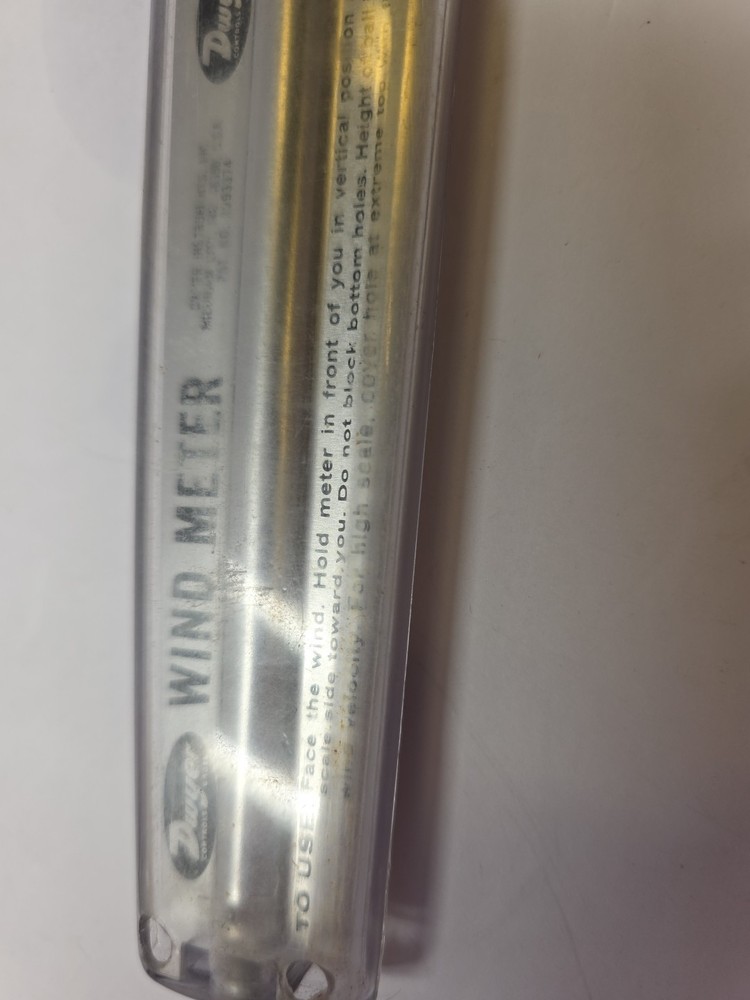 Dwyer
WIND METER
Dwyer
TO USE: Face the wind. Hold meter in front of you in vertical position
scale side toward you. Do not block bottom holes. Height of ball
wind velocity. For high scale, cover hole at extreme top